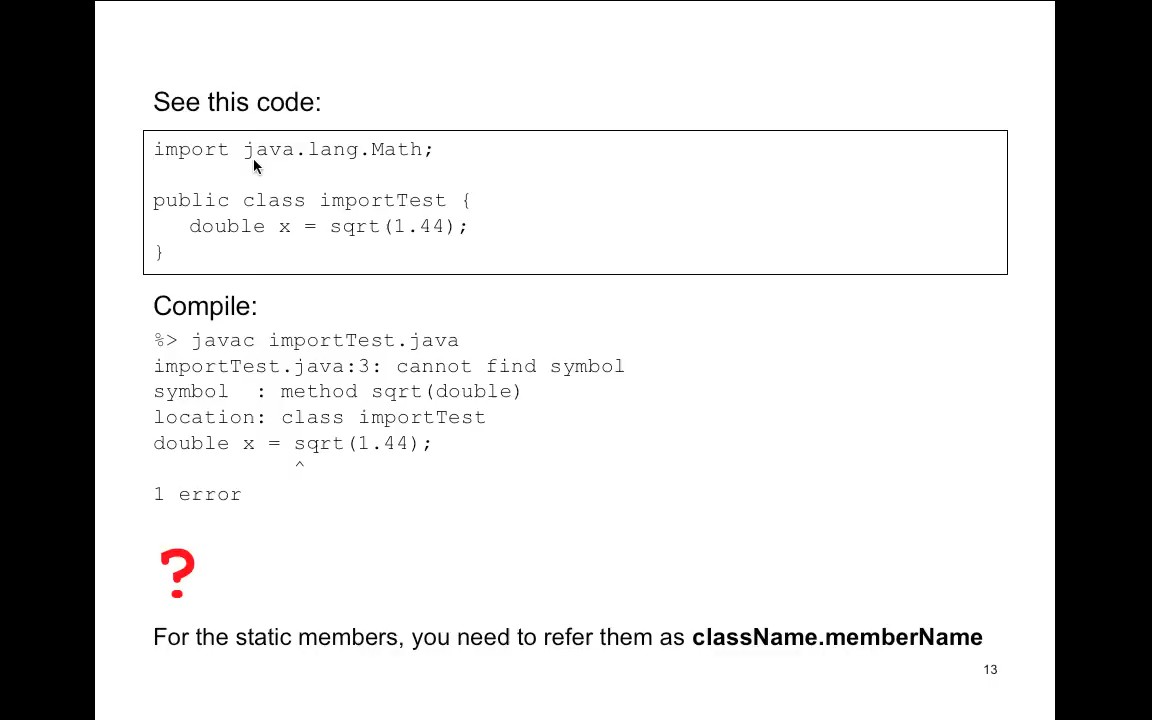 See this code:
import java.lang.Math;
public class importTest {
double x = sqrt(1.44);
}
Compile:
%> javac importTest.java
importTest.java:3: cannot find symbol
symbol  : method sqrt(double)
location: class importTest
double x = sqrt(1.44);
^
1 error
?
For the static members, you need to refer them as className.memberName
13